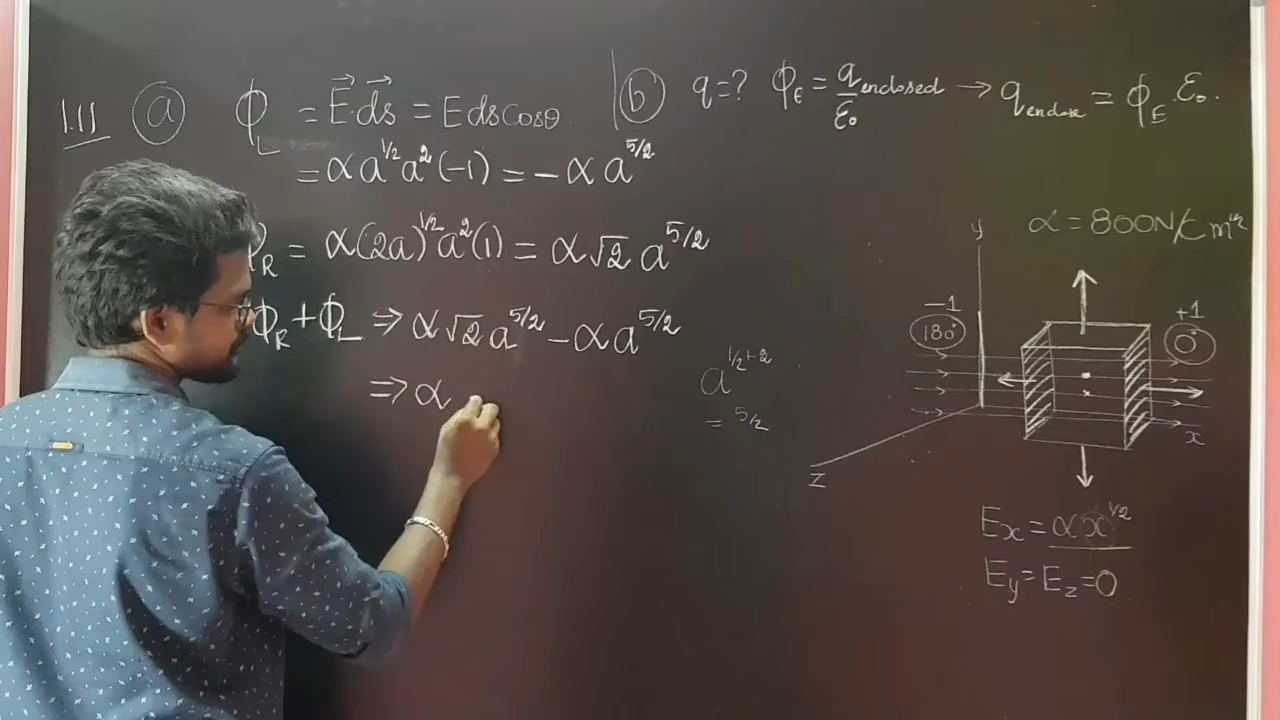 1.11 (a) ϕ_L = E⃗·ds⃗ = E ds Cosθ
= α a^{1/2} a^2 (-1) = -α a^{5/2}
ϕ_R = α(2a)^{1/2} a^2 (1) = α√2 a^{5/2}
ϕ_R + ϕ_L ⇒ α√2 a^{5/2} - α a^{5/2}
⇒ α
a^{1/2+2}
= 5/2
(b) q=? ϕ_E = q_enclosed/ε₀ → q_enclose = ϕ_E · ε₀.
α = 800N/Cm^{1/2}
y
-1
180°
+1
0°
x
z
E_x = αx^{1/2}
E_y = E_z = 0